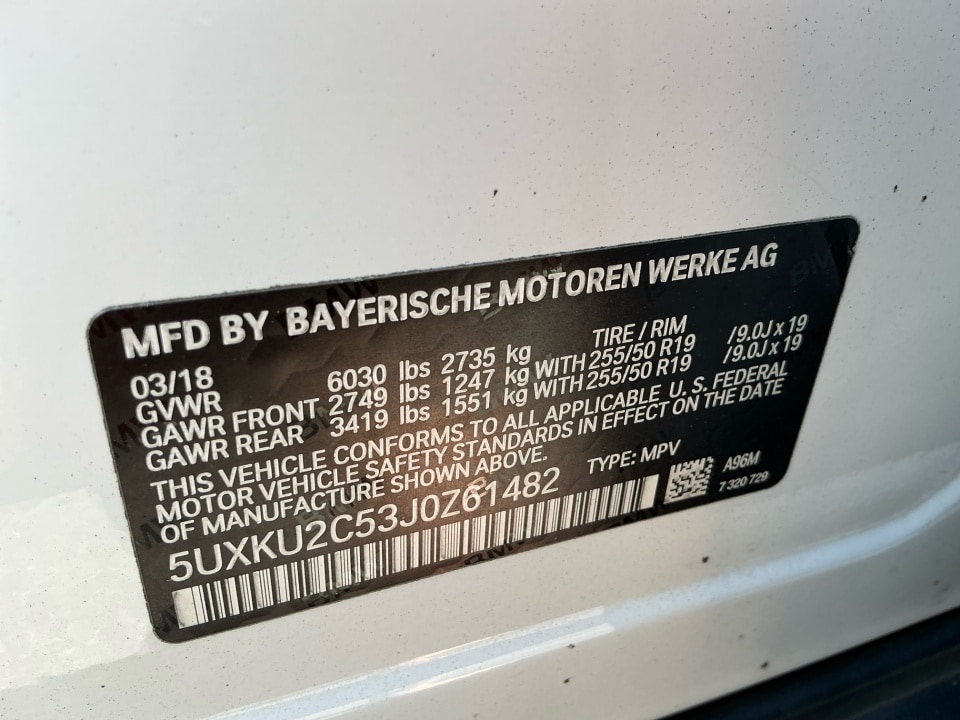 MFD BY BAYERISCHE MOTOREN WERKE AG
03/18 TIRE / RIM
GVWR 6030 lbs 2735 kg
GAWR FRONT 2749 lbs 1247 kg WITH 255/50 R19 /9.0J x 19
GAWR REAR 3419 lbs 1551 kg WITH 255/50 R19 /9.0J x 19
THIS VEHICLE CONFORMS TO ALL APPLICABLE U. S. FEDERAL
MOTOR VEHICLE SAFETY STANDARDS IN EFFECT ON THE DATE
OF MANUFACTURE SHOWN ABOVE.
5UXKU2C53J0Z61482 TYPE: MPV
A96M
7 320 729